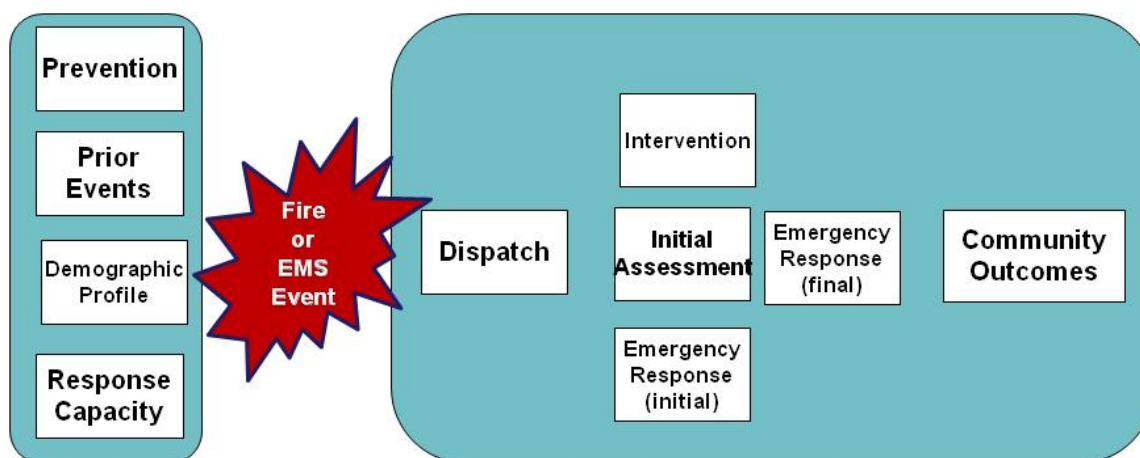 Prevention
Prior
Events
Demographic
Profile
Response
Capacity
Fire
or
EMS
Event
Dispatch
Intervention
Initial
Assessment
Emergency
Response
(initial)
Emergency
Response
(final)
Community
Outcomes